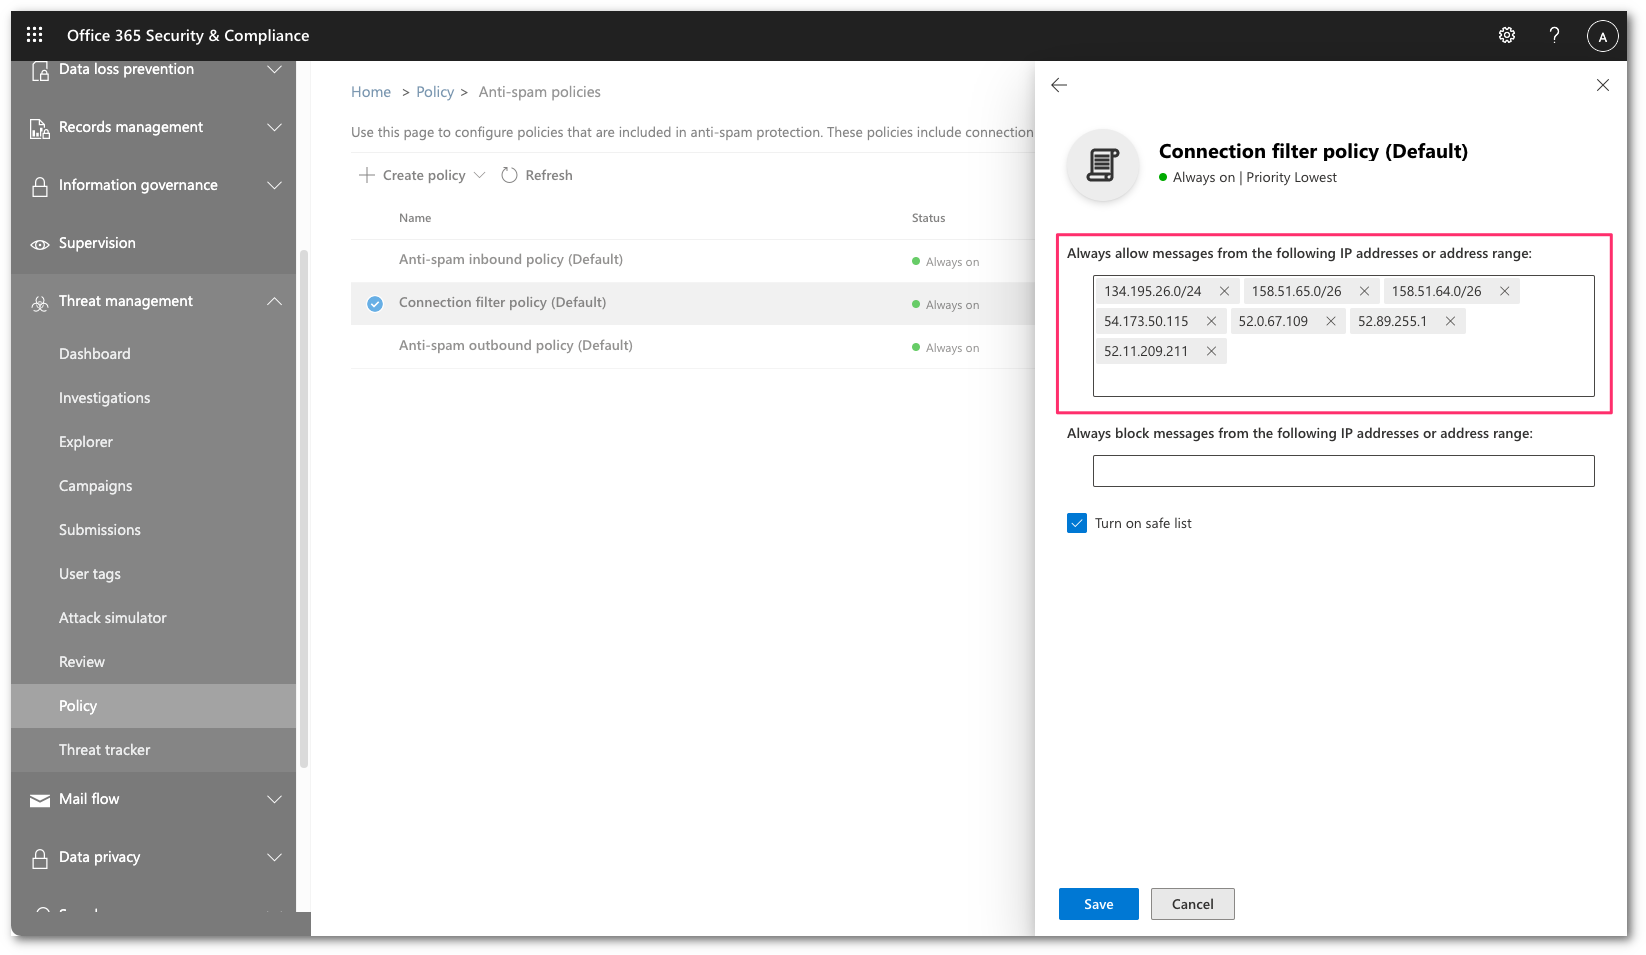 Office 365 Security & Compliance
?
A
Data loss prevention
Records management
Information governance
Supervision
Threat management
Dashboard
Investigations
Explorer
Campaigns
Submissions
User tags
Attack simulator
Review
Policy
Threat tracker
Mail flow
Data privacy
Home > Policy > Anti-spam policies
Use this page to configure policies that are included in anti-spam protection. These policies include connection
Create policy Refresh
Name Status
Anti-spam inbound policy (Default) Always on
Connection filter policy (Default) Always on
Anti-spam outbound policy (Default) Always on
Connection filter policy (Default)
Always on | Priority Lowest
Always allow messages from the following IP addresses or address range:
134.195.26.0/24 158.51.65.0/26 158.51.64.0/26
54.173.50.115 52.0.67.109 52.89.255.1
52.11.209.211
Always block messages from the following IP addresses or address range:
Turn on safe list
Save Cancel